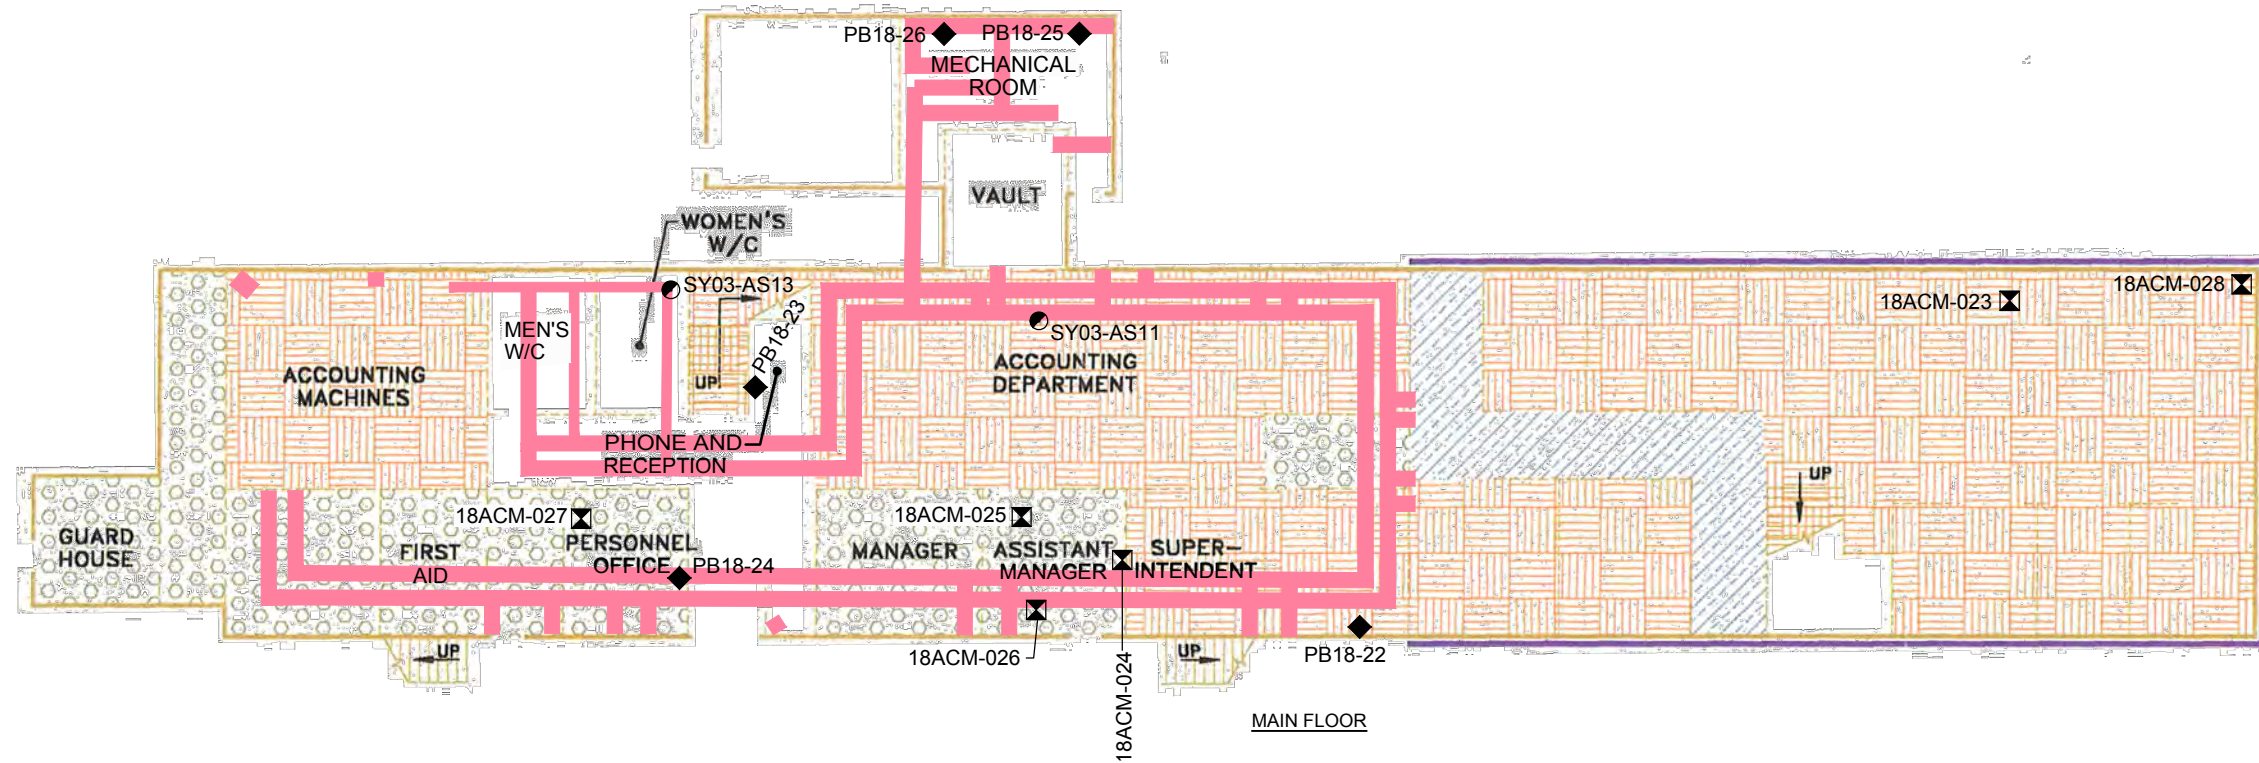 PB18-26
PB18-25
MECHANICAL
ROOM
VAULT
WOMEN'S
W/C
SY03-AS13
18ACM-023
18ACM-028
MEN'S
W/C
PB18-23
SY03-AS11
ACCOUNTING
MACHINES
UP
ACCOUNTING
DEPARTMENT
PHONE AND
RECEPTION
UP
GUARD
HOUSE
18ACM-027
18ACM-025
FIRST
AID
PERSONNEL
OFFICE
PB18-24
MANAGER
ASSISTANT
MANAGER
SUPER-
INTENDENT
UP
18ACM-026
18ACM-024
UP
PB18-22
MAIN FLOOR